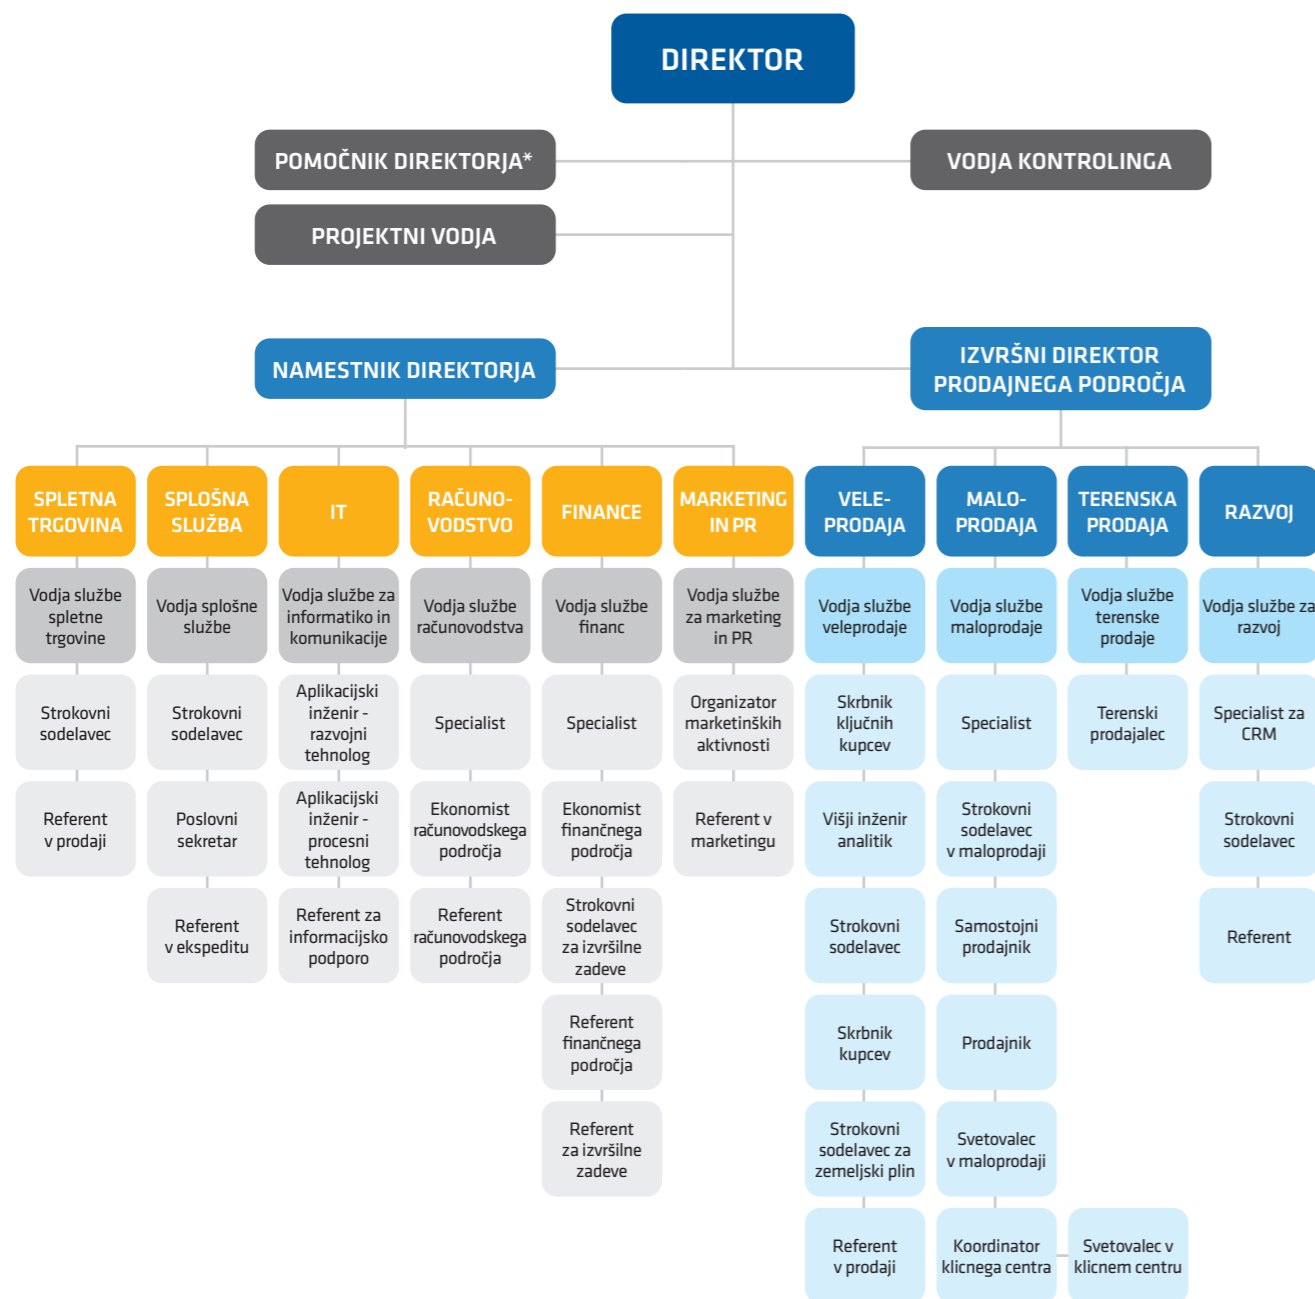 DIREKTOR
POMOČNIK DIREKTORJA*
VODJA KONTROLINGA
PROJEKTNI VODJA
NAMESTNIK DIREKTORJA
IZVRŠNI DIREKTOR
PRODAJNEGA PODROČJA
SPLETNA
TRGOVINA
SPLOŠNA
SLUŽBA
IT
RAČUNO-
VODSTVO
FINANCE
MARKETING
IN PR
VELE-
PRODAJA
MALO-
PRODAJA
TERENSKA
PRODAJA
RAZVOJ
Vodja službe
spletne
trgovine
Vodja splošne
službe
Vodja službe za
informatiko in
komunikacije
Vodja službe
računovodstva
Vodja službe
financ
Vodja službe
za marketing
in PR
Vodja službe
veleprodaje
Vodja službe
maloprodaje
Vodja službe
terenske
prodaje
Vodja službe za
razvoj
Strokovni
sodelavec
Strokovni
sodelavec
Aplikacijski
inženir -
razvojni
tehnolog
Specialist
Specialist
Organizator
marketinških
aktivnosti
Skrbnik
ključnih
kupcev
Specialist
Terenski
prodajalec
Specialist za
CRM
Referent
v prodaji
Poslovni
sekretar
Aplikacijski
inženir -
procesni
tehnolog
Ekonomist
računovodskega
področja
Ekonomist
finančnega
področja
Referent v
marketingu
Višji inženir
analitik
Strokovni
sodelavec
v maloprodaji
Strokovni
sodelavec
Referent
v ekspeditu
Referent za
informacijsko
podporo
Referent
računovodskega
področja
Strokovni
sodelavec
za izvršilne
zadeve
Strokovni
sodelavec
Samostojni
prodajnik
Referent
Referent
finančnega
področja
Skrbnik
kupcev
Prodajnik
Referent
za izvršilne
zadeve
Strokovni
sodelavec za
zemeljski plin
Svetovalec
v maloprodaji
Referent
v prodaji
Koordinator
klicnega centra
Svetovalec v
klicnem centru